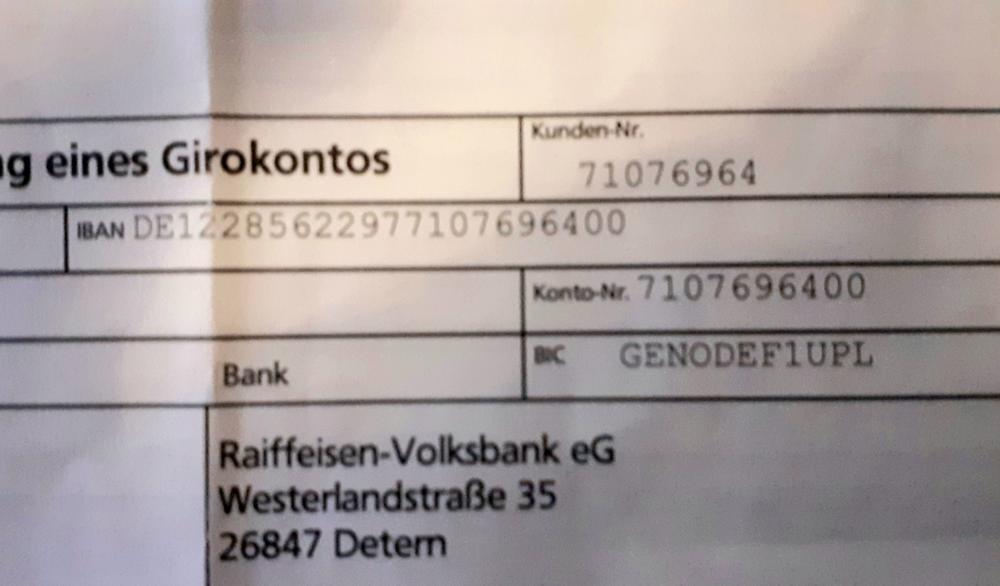 g eines Girokontos
Kunden-Nr.
71076964
IBAN DE12285622977107696400
Konto-Nr. 7107696400
Bank
BIC GENODEF1UPL
Raiffeisen-Volksbank eG
Westerlandstraße 35
26847 Detern